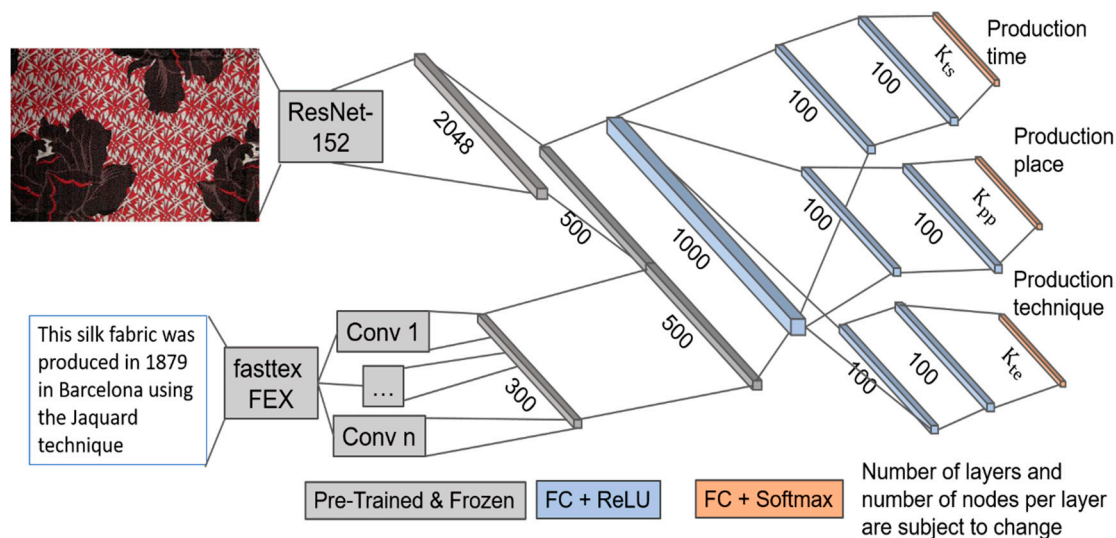 ResNet-
152
2048
500
1000
500
100
100
K_ts
Production
time
100
100
K_pp
Production
place
100
100
K_te
Production
technique
This silk fabric was
produced in 1879
in Barcelona using
the Jaquard
technique
fasttex
FEX
Conv 1
...
Conv n
300
Pre-Trained & Frozen
FC + ReLU
FC + Softmax
Number of layers and
number of nodes per layer
are subject to change